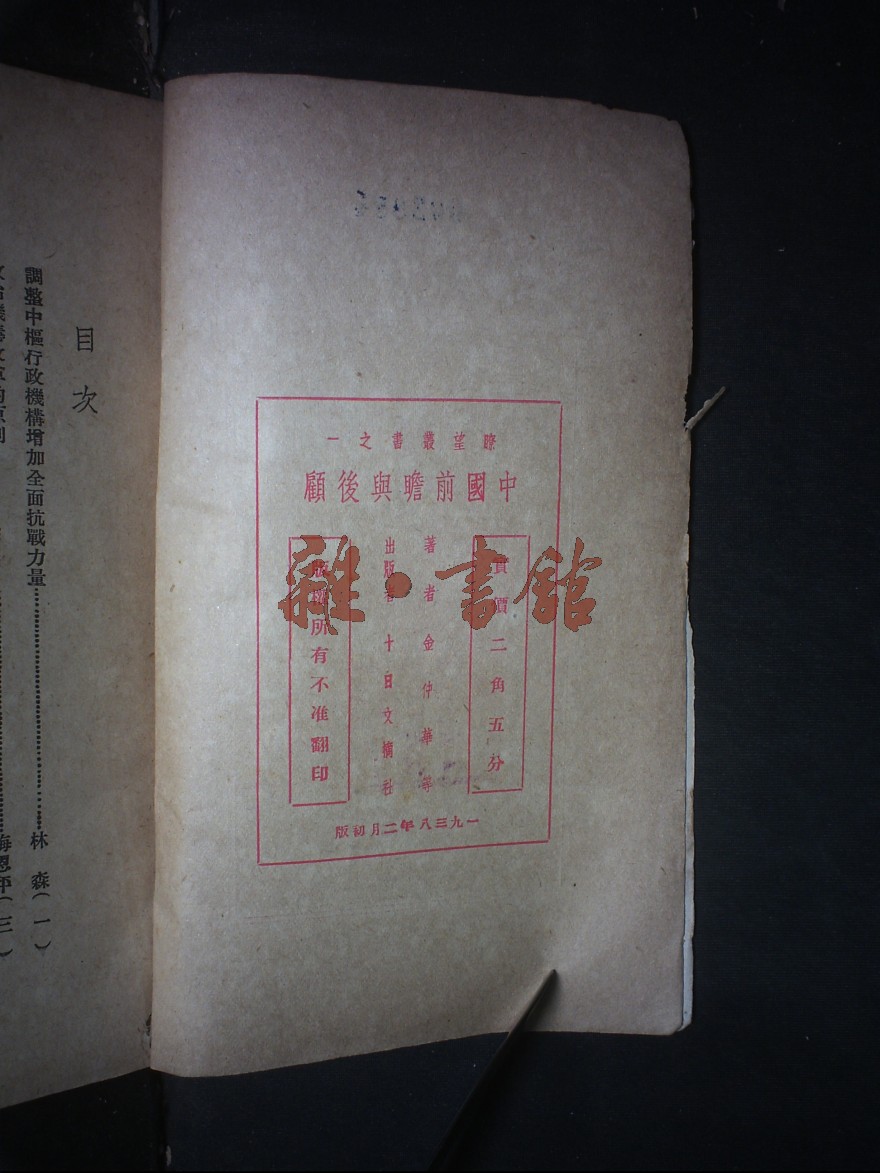 瞭望叢書之一
中國前瞻與後顧
實價二角五分
著者金仲華等
出版者十日文摘社
版權所有不准翻印
一九三八年二月初版
雜·書館
目次
調整中樞行政機構增加全面抗戰力量……林森（一）